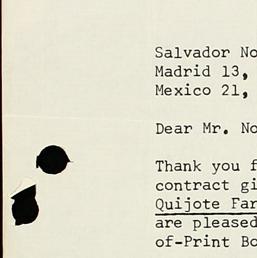 Salvador No
Madrid 13,
Mexico 21,
Dear Mr. No
Thank you f
contract gi
Quijote Far
are pleased
of-Print Bo